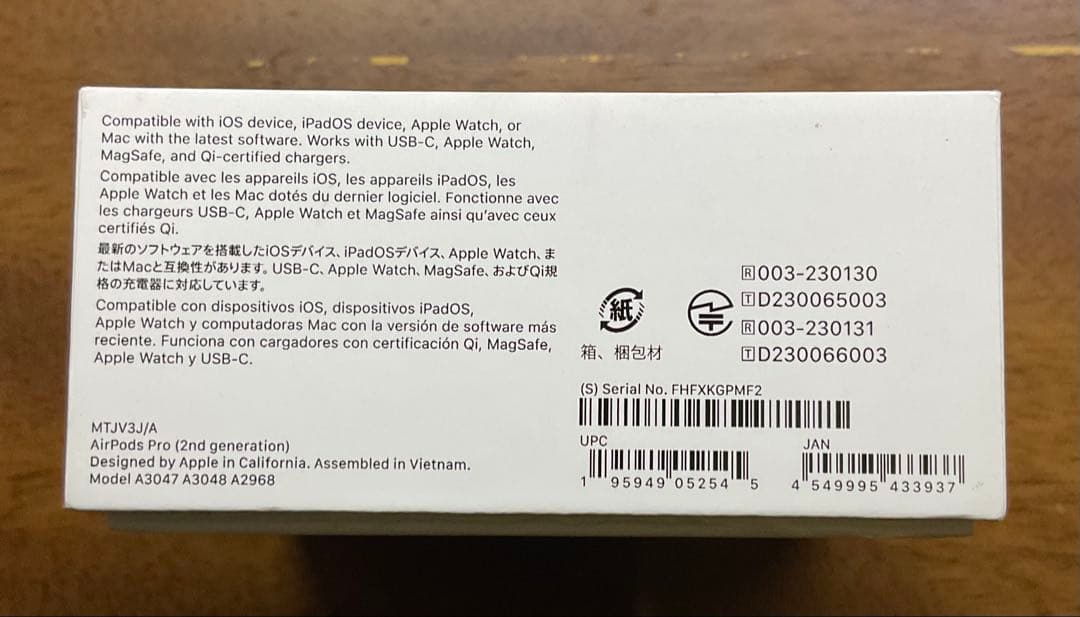 Compatible with iOS device, iPadOS device, Apple Watch, or
Mac with the latest software. Works with USB-C, Apple Watch,
MagSafe, and Qi-certified chargers.
Compatible avec les appareils iOS, les appareils iPadOS, les
Apple Watch et les Mac dotés du dernier logiciel. Fonctionne avec
les chargeurs USB-C, Apple Watch et MagSafe ainsi qu'avec ceux
certifiés Qi.
最新のソフトウェアを搭載したiOSデバイス、iPadOSデバイス、Apple Watch、ま
たはMacと互換性があります。USB-C、Apple Watch、MagSafe、およびQi規
格の充電器に対応しています。
Compatible con dispositivos iOS, dispositivos iPadOS,
Apple Watch y computadoras Mac con la versión de software más
reciente. Funciona con cargadores con certificación Qi, MagSafe,
Apple Watch y USB-C.
MTJV3J/A
AirPods Pro (2nd generation)
Designed by Apple in California. Assembled in Vietnam.
Model A3047 A3048 A2968
紙
箱、梱包材
R 003-230130
T D230065003
R 003-230131
T D230066003
(S) Serial No. FHFXKGPMF2
UPC
1 95949 05254 5
JAN
4 549995 433937